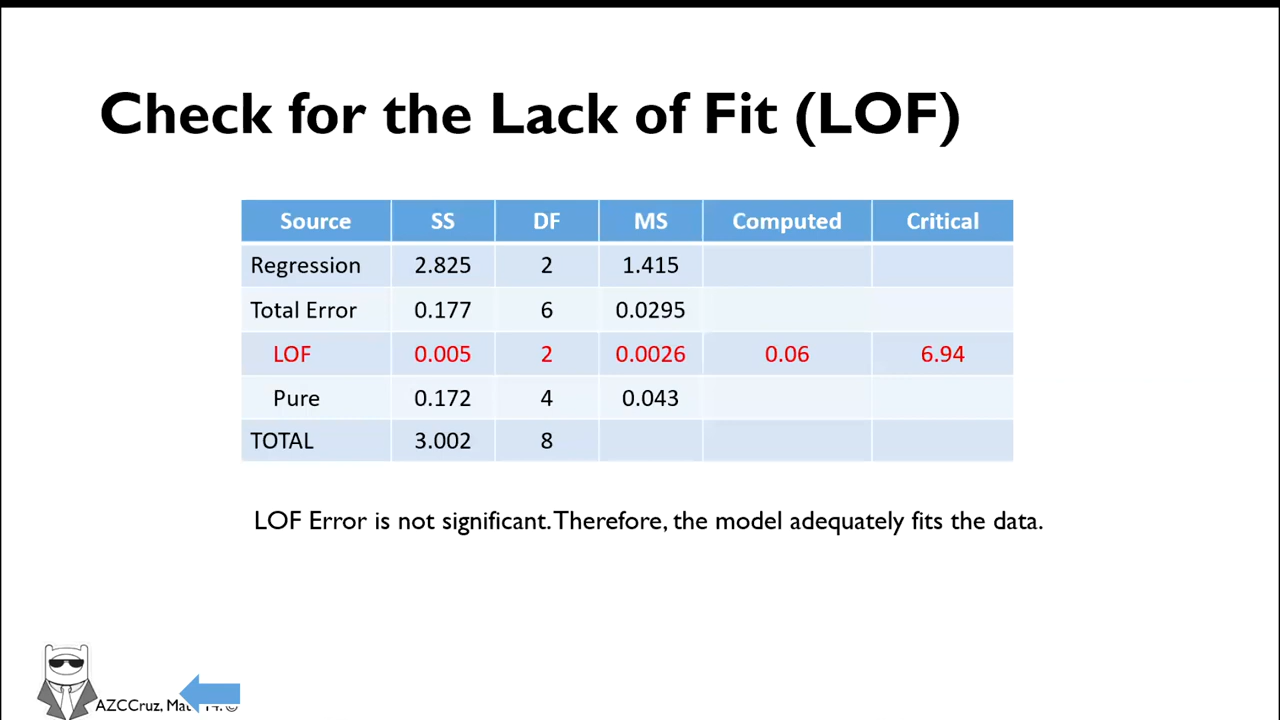 Check for the Lack of Fit (LOF)
Source SS DF MS Computed Critical
Regression 2.825 2 1.415
Total Error 0.177 6 0.0295
LOF 0.005 2 0.0026 0.06 6.94
Pure 0.172 4 0.043
TOTAL 3.002 8
LOF Error is not significant. Therefore, the model adequately fits the data.
AZCCruz, 14. ©